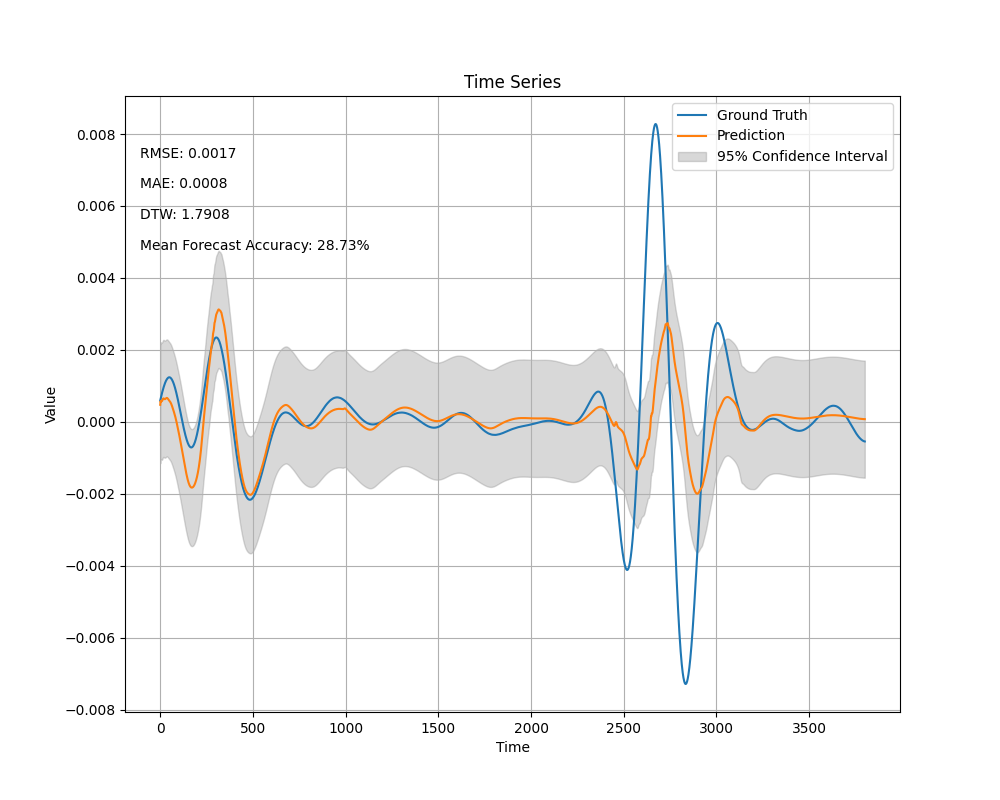 Time Series
Ground Truth
Prediction
95% Confidence Interval
RMSE: 0.0017
MAE: 0.0008
DTW: 1.7908
Mean Forecast Accuracy: 28.73%
Value
0.008
0.006
0.004
0.002
0.000
−0.002
−0.004
−0.006
−0.008
0 500 1000 1500 2000 2500 3000 3500
Time